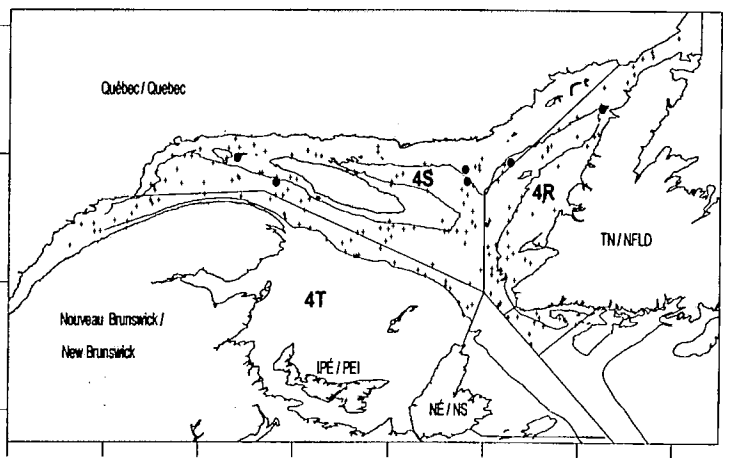 Québec / Quebec
4S
4R
TN / NFLD
4T
Nouveau Brunswick /
New Brunswick
IPÉ / PEI
NÉ / NS